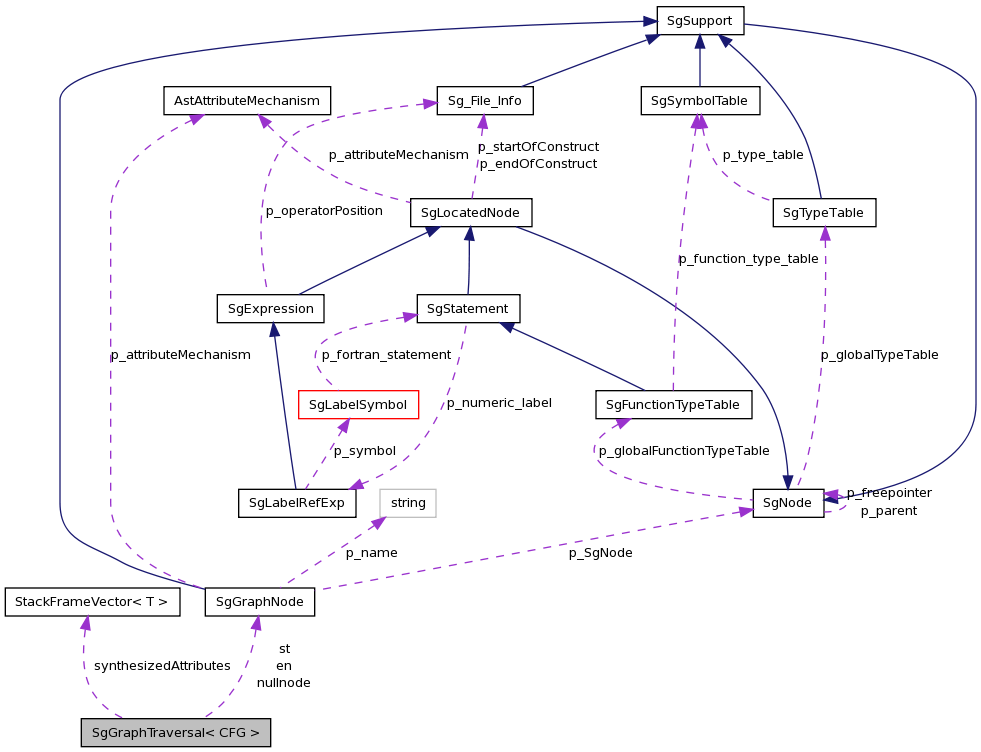 SgSupport
AstAttributeMechanism
Sg_File_Info
SgSymbolTable
p_attributeMechanism
p_startOfConstruct
p_endOfConstruct
p_type_table
p_operatorPosition
SgLocatedNode
SgTypeTable
p_function_type_table
SgExpression
SgStatement
p_attributeMechanism
p_fortran_statement
p_globalTypeTable
SgLabelSymbol
p_numeric_label
SgFunctionTypeTable
p_symbol
p_globalFunctionTypeTable
SgLabelRefExp
string
SgNode
p_freepointer
p_parent
p_name
p_SgNode
StackFrameVector< T >
SgGraphNode
synthesizedAttributes
st
en
nullnode
SgGraphTraversal< CFG >